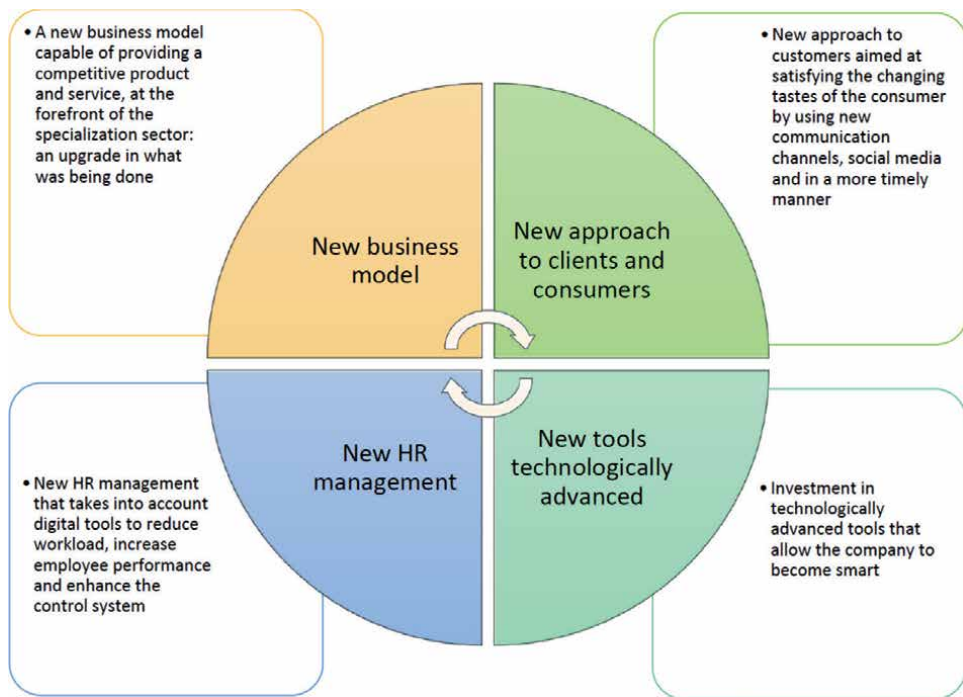 • A new business model
capable of providing a
competitive product
and service, at the
forefront of the
specialization sector:
an upgrade in what
was being done
• New approach to
customers aimed at
satisfying the changing
tastes of the consumer
by using new
communication
channels, social media
and in a more timely
manner
New business
model
New approach
to clients and
consumers
New HR
management
New tools
technologically
advanced
• New HR management
that takes into account
digital tools to reduce
workload, increase
employee performance
and enhance the
control system
• Investment in
technologically
advanced tools that
allow the company to
become smart